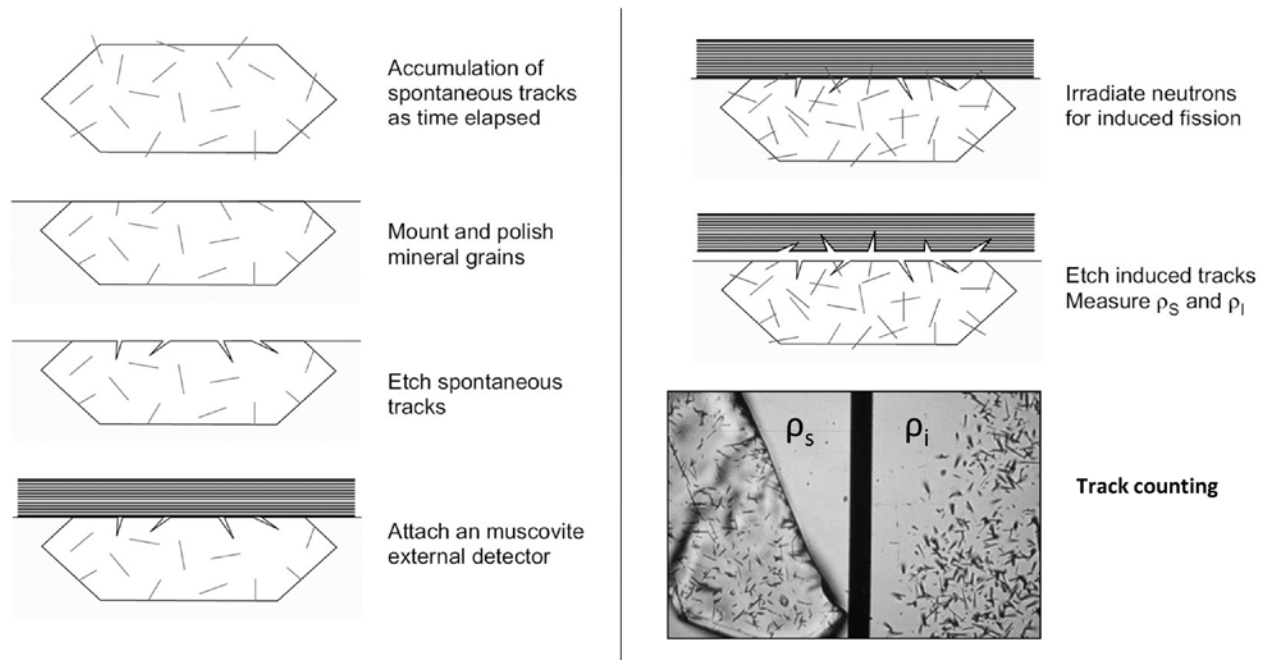 Accumulation of
spontaneous tracks
as time elapsed
Mount and polish
mineral grains
Etch spontaneous
tracks
Attach an muscovite
external detector
Irradiate neutrons
for induced fission
Etch induced tracks
Measure ρS and ρI
ρs
ρi
Track counting